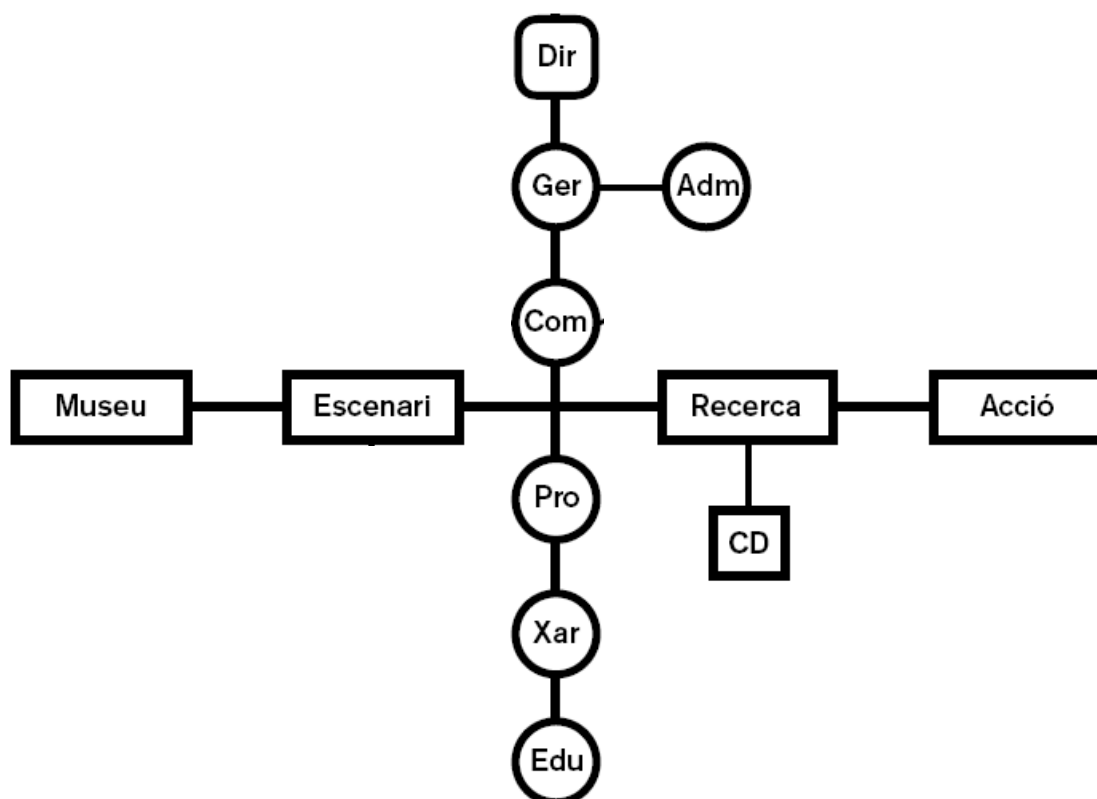 Dir
Ger
Adm
Com
Museu
Escenari
Recerca
Acció
Pro
CD
Xar
Edu